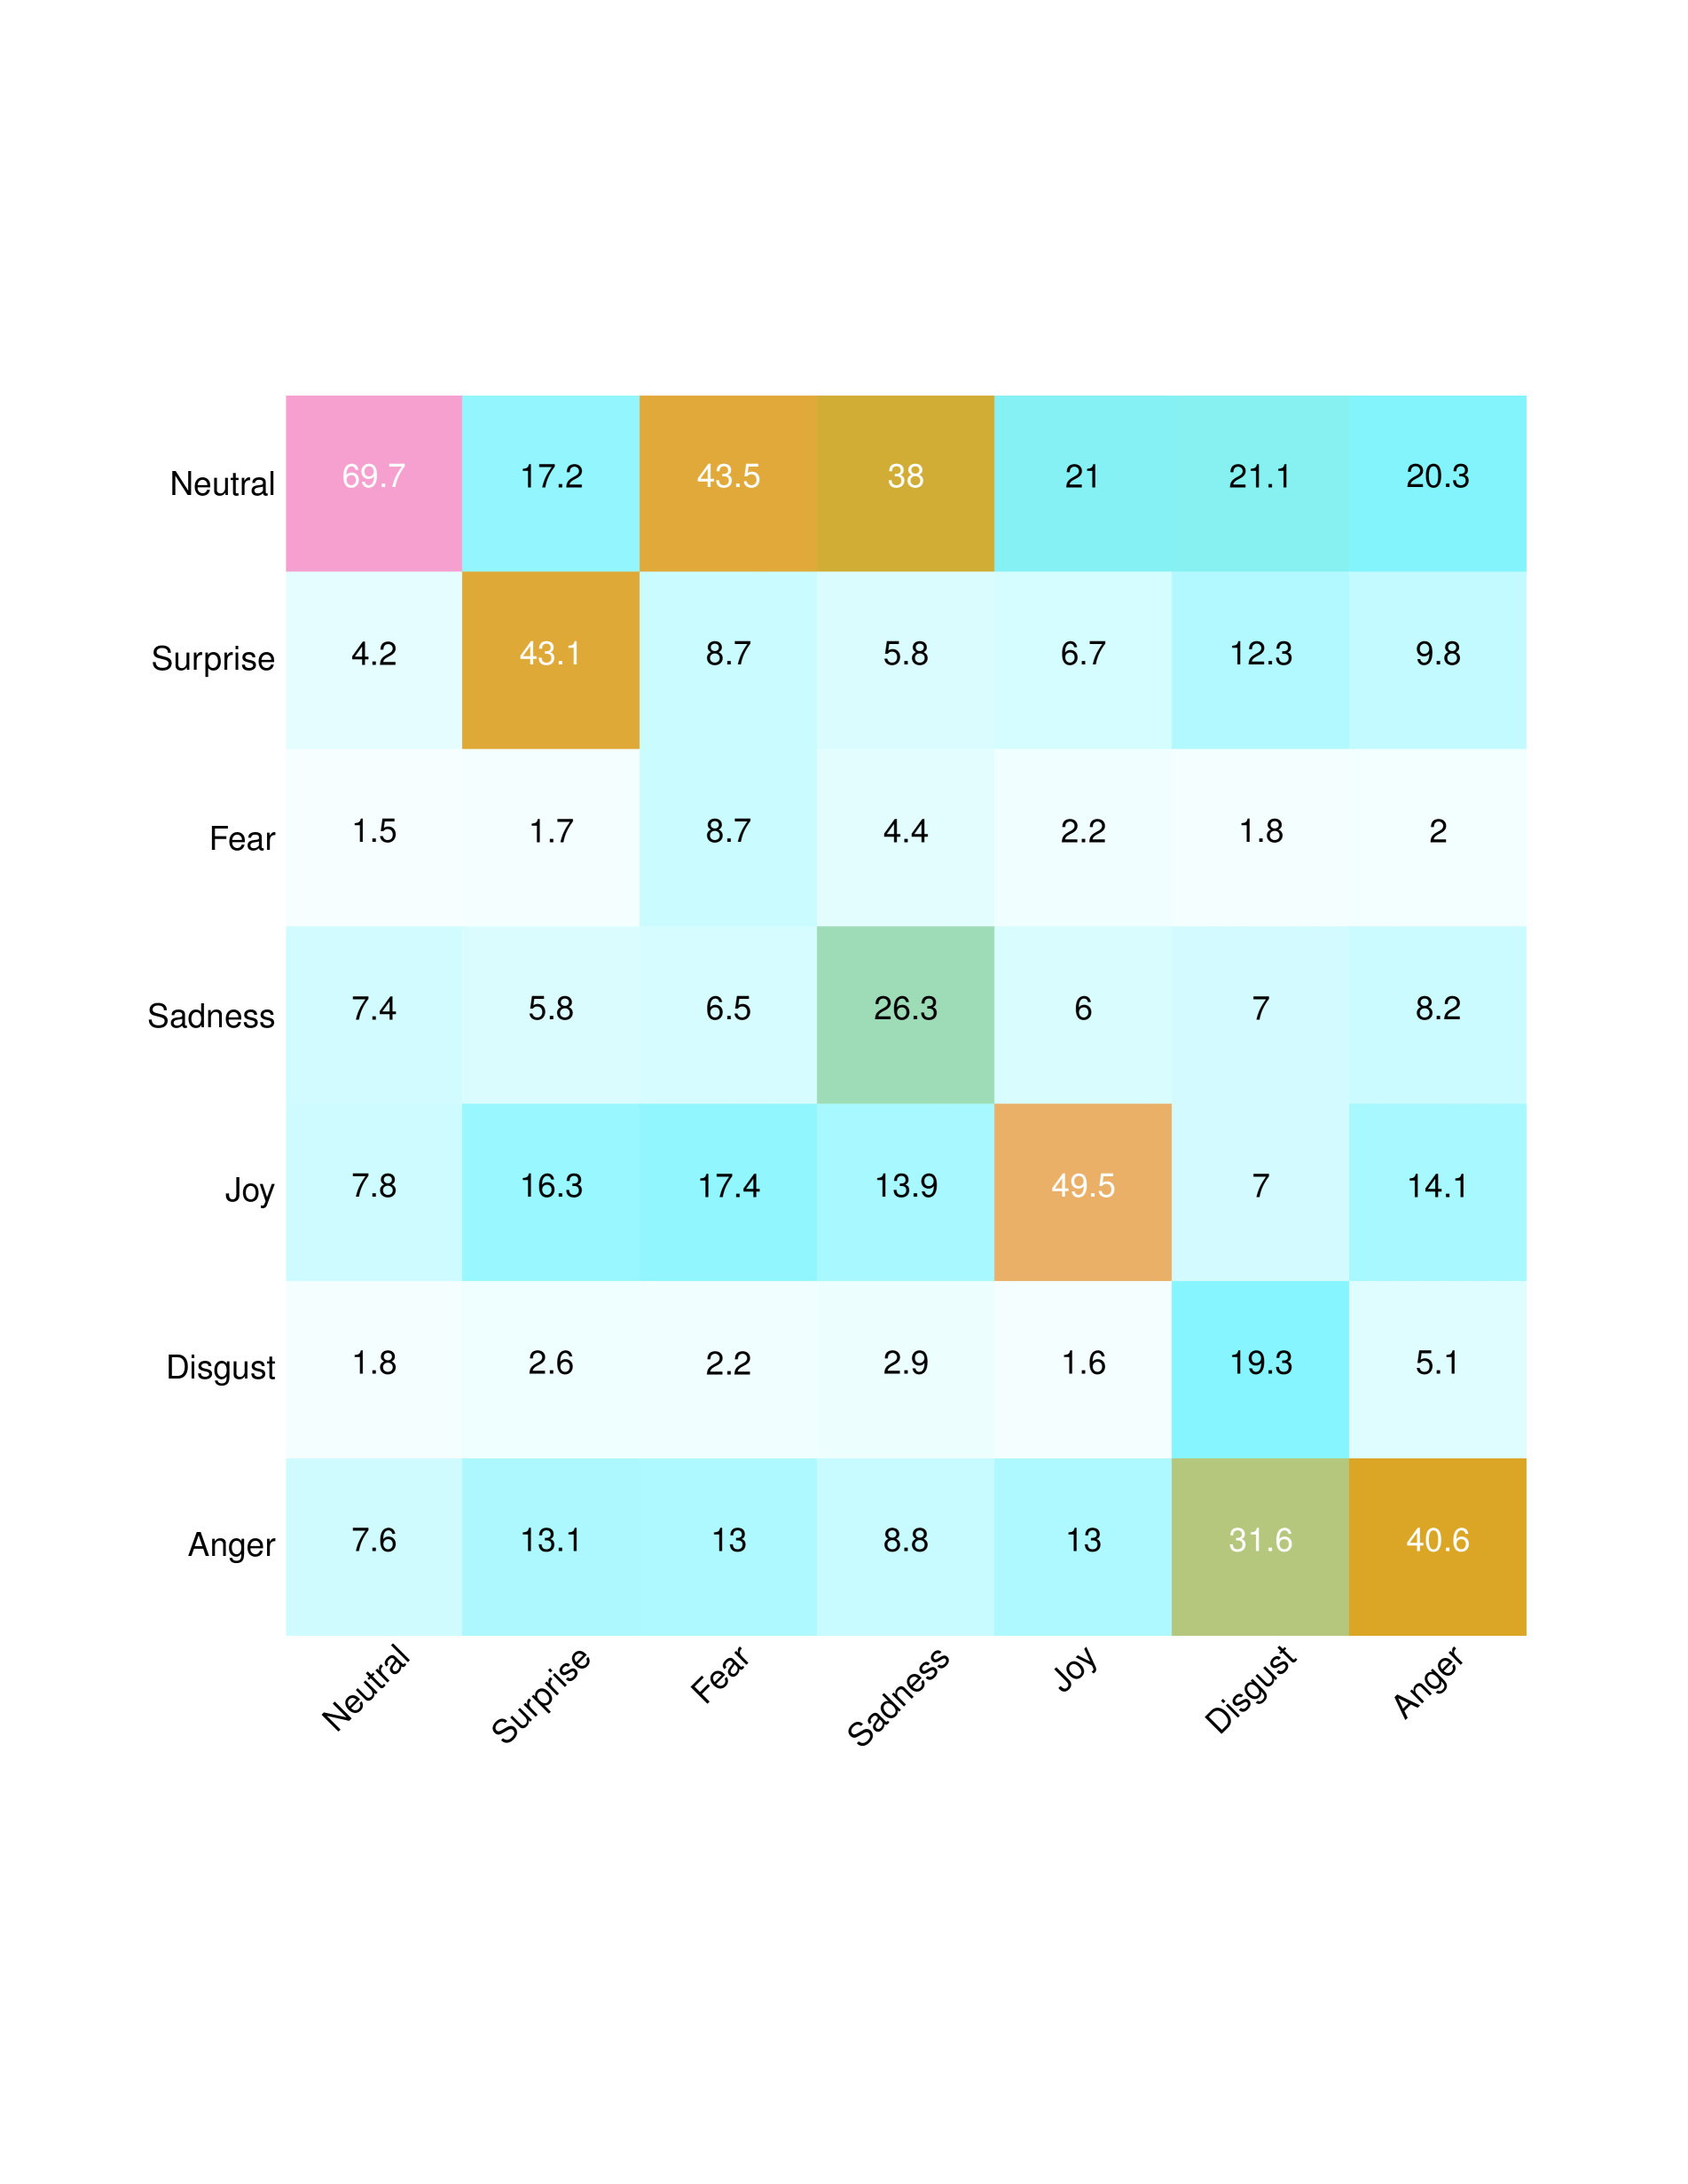 Neutral 69.7 17.2 43.5 38 21 21.1 20.3
Surprise 4.2 43.1 8.7 5.8 6.7 12.3 9.8
Fear 1.5 1.7 8.7 4.4 2.2 1.8 2
Sadness 7.4 5.8 6.5 26.3 6 7 8.2
Joy 7.8 16.3 17.4 13.9 49.5 7 14.1
Disgust 1.8 2.6 2.2 2.9 1.6 19.3 5.1
Anger 7.6 13.1 13 8.8 13 31.6 40.6
Neutral Surprise Fear Sadness Joy Disgust Anger